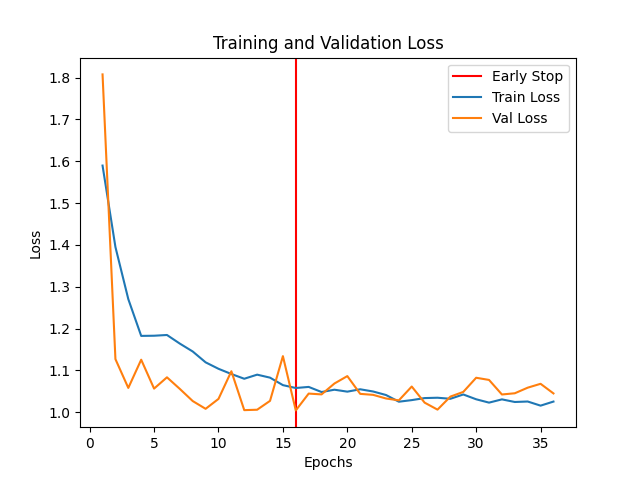 Training and Validation Loss
Early Stop
Train Loss
Val Loss
Loss
1.8
1.7
1.6
1.5
1.4
1.3
1.2
1.1
1.0
0 5 10 15 20 25 30 35
Epochs